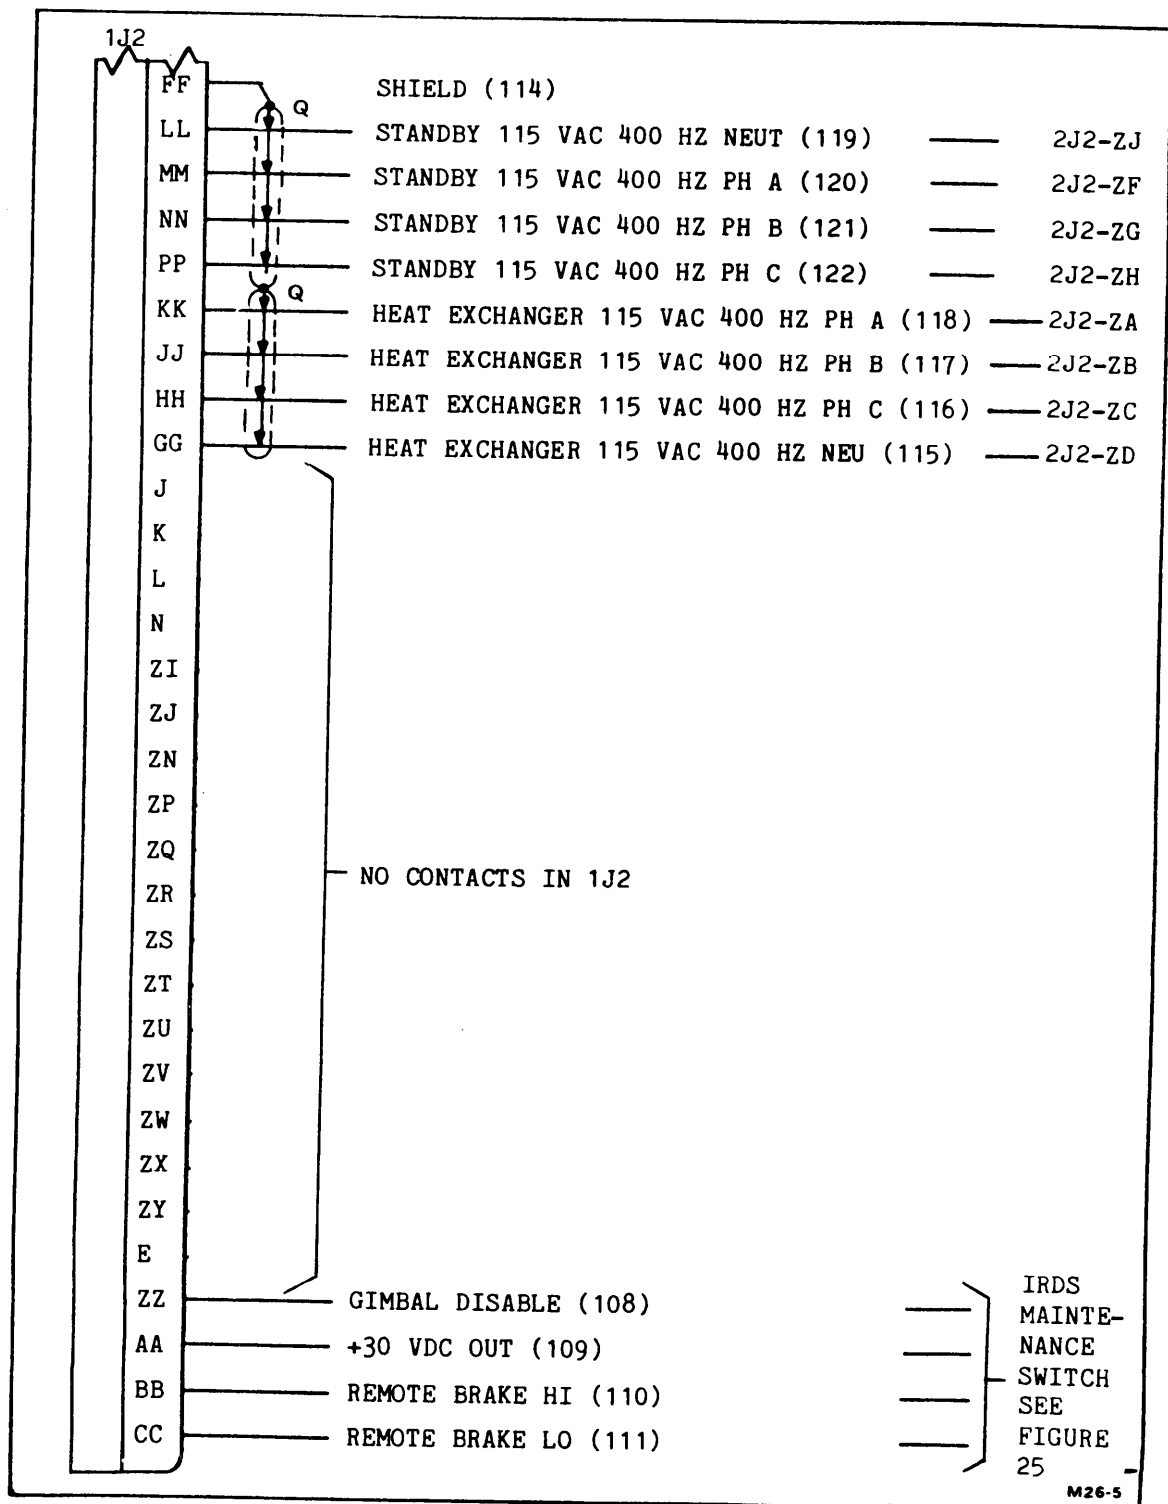 1J2
FF SHIELD (114)
Q
LL STANDBY 115 VAC 400 HZ NEUT (119) 2J2-ZJ
MM STANDBY 115 VAC 400 HZ PH A (120) 2J2-ZF
NN STANDBY 115 VAC 400 HZ PH B (121) 2J2-ZG
PP STANDBY 115 VAC 400 HZ PH C (122) 2J2-ZH
Q
KK HEAT EXCHANGER 115 VAC 400 HZ PH A (118) 2J2-ZA
JJ HEAT EXCHANGER 115 VAC 400 HZ PH B (117) 2J2-ZB
HH HEAT EXCHANGER 115 VAC 400 HZ PH C (116) 2J2-ZC
GG HEAT EXCHANGER 115 VAC 400 HZ NEU (115) 2J2-ZD
J
K
L
N
ZI
ZJ
ZN
ZP
ZQ
NO CONTACTS IN 1J2
ZR
ZS
ZT
ZU
ZV
ZW
ZX
ZY
E
ZZ GIMBAL DISABLE (108)
AA +30 VDC OUT (109)
BB REMOTE BRAKE HI (110)
CC REMOTE BRAKE LO (111)
IRDS
MAINTE-
NANCE
SWITCH
SEE
FIGURE
25
M26-5